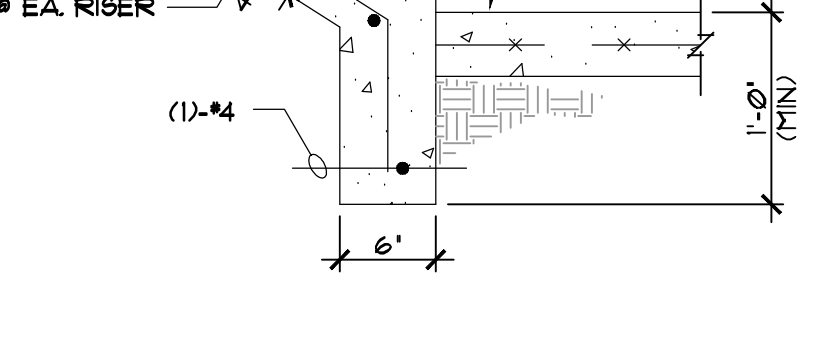 @ EA. RISER
(1)-#4
6"
1'-0"
(MIN)